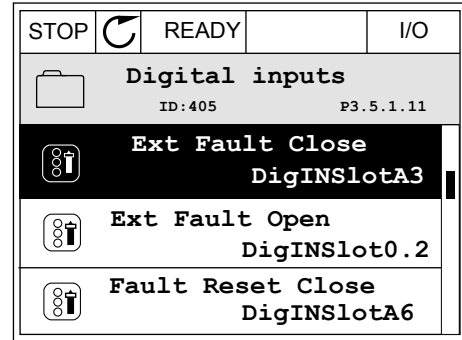 STOP READY I/O
Digital inputs
ID:405 P3.5.1.11
Ext Fault Close
DigINSlotA3
Ext Fault Open
DigINSlot0.2
Fault Reset Close
DigINSlotA6